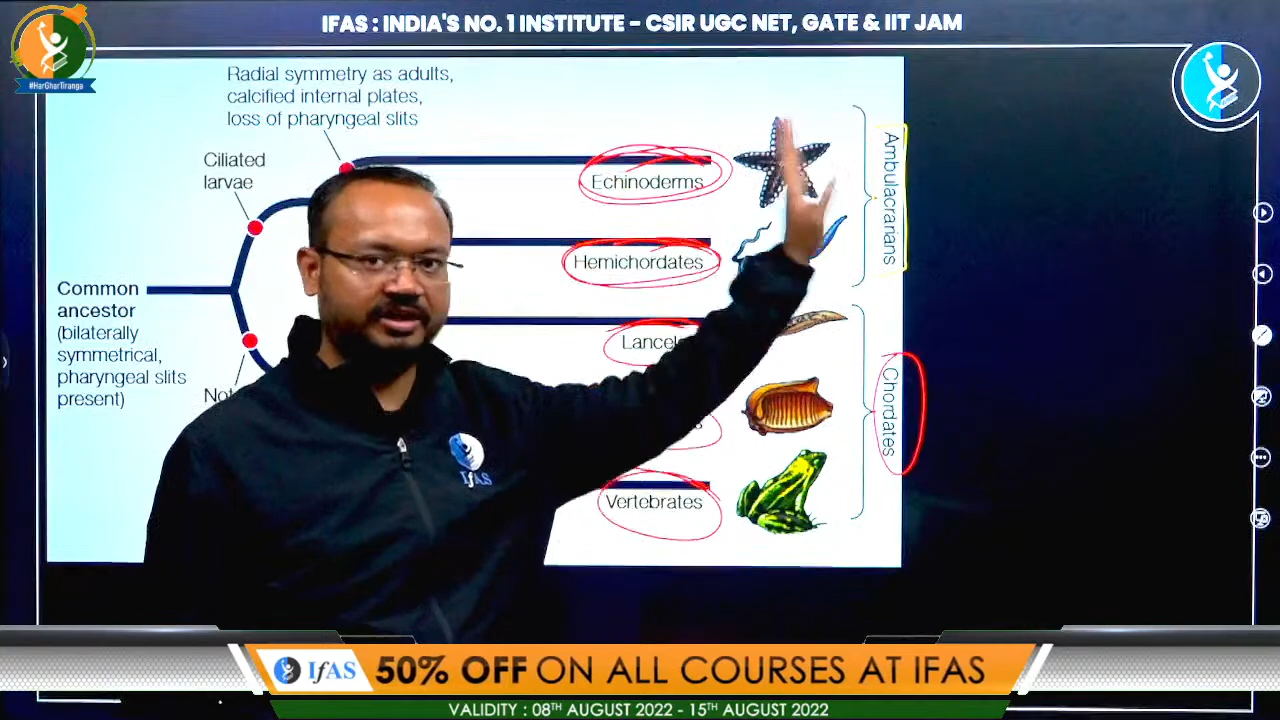 IFAS : INDIA'S NO. 1 INSTITUTE – CSIR UGC NET, GATE & IIT JAM
#HarGharTiranga
Radial symmetry as adults,
calcified internal plates,
loss of pharyngeal slits
Ciliated
larvae
Echinoderms
Ambulacrarians
Hemichordates
Common
ancestor
(bilaterally
symmetrical,
pharyngeal slits
present)
Chordates
Vertebrates
IfAS
IfAS
50% OFF ON ALL COURSES AT IFAS
VALIDITY : 08TH AUGUST 2022 - 15TH AUGUST 2022